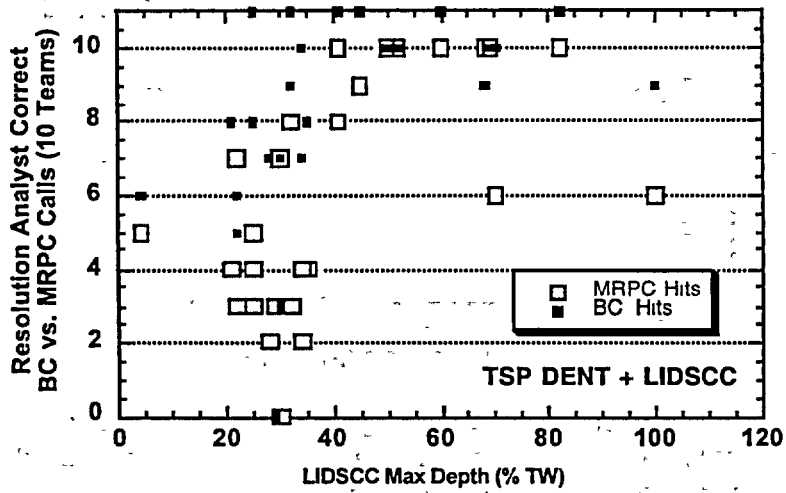 Resolution Analyst Correct
BC vs. MRPC Calls (10 Teams)
10
8
6
4
2
0
MRPC Hits
BC Hits
TSP DENT + LIDSCC
0 20 40 60 80 100 120
LIDSCC Max Depth (% TW)